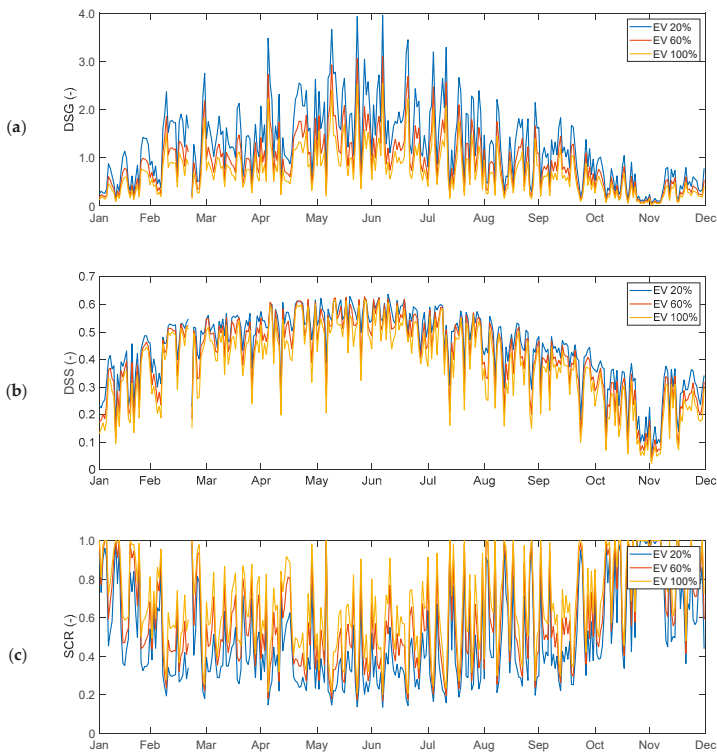 (a)
DSG (-)
4.0
3.0
2.0
1.0
0
EV 20%
EV 60%
EV 100%
Jan Feb Mar Apr May Jun Jul Aug Sep Oct Nov Dec
(b)
DSS (-)
0.7
0.6
0.5
0.4
0.3
0.2
0.1
0
EV 20%
EV 60%
EV 100%
Jan Feb Mar Apr May Jun Jul Aug Sep Oct Nov Dec
(c)
SCR (-)
1.0
0.8
0.6
0.4
0.2
0
EV 20%
EV 60%
EV 100%
Jan Feb Mar Apr May Jun Jul Aug Sep Oct Nov Dec